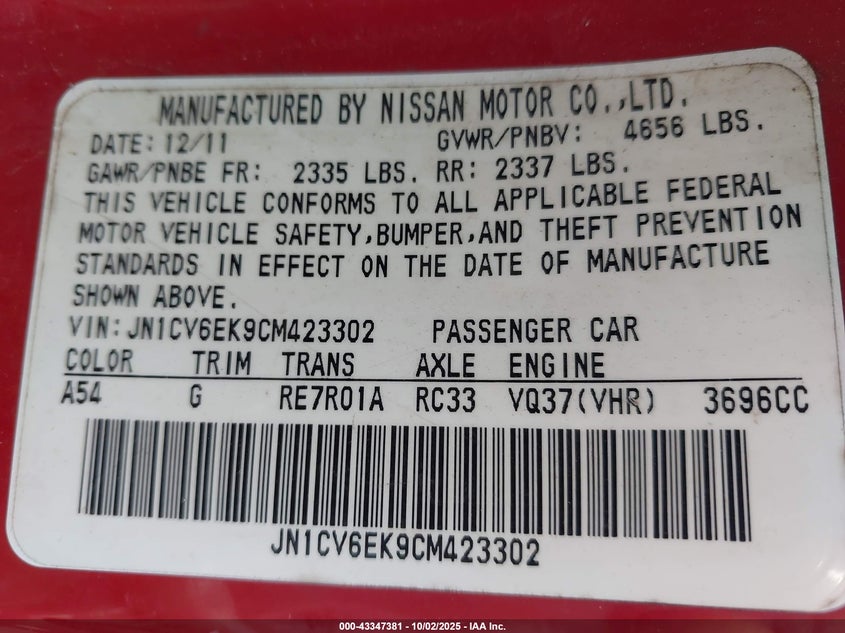 MANUFACTURED BY NISSAN MOTOR CO.,LTD.
DATE: 12/11 GVWR/PNBV: 4656 LBS.
GAWR/PNBE FR: 2335 LBS. RR: 2337 LBS.
THIS VEHICLE CONFORMS TO ALL APPLICABLE FEDERAL
MOTOR VEHICLE SAFETY,BUMPER,AND THEFT PREVENTION
STANDARDS IN EFFECT ON THE DATE OF MANUFACTURE
SHOWN ABOVE.
VIN:JN1CV6EK9CM423302 PASSENGER CAR
COLOR TRIM TRANS AXLE ENGINE
A54 G RE7R01A RC33 VQ37(VHR) 3696CC
JN1CV6EK9CM423302
000-43347381 - 10/02/2025 - IAA Inc.